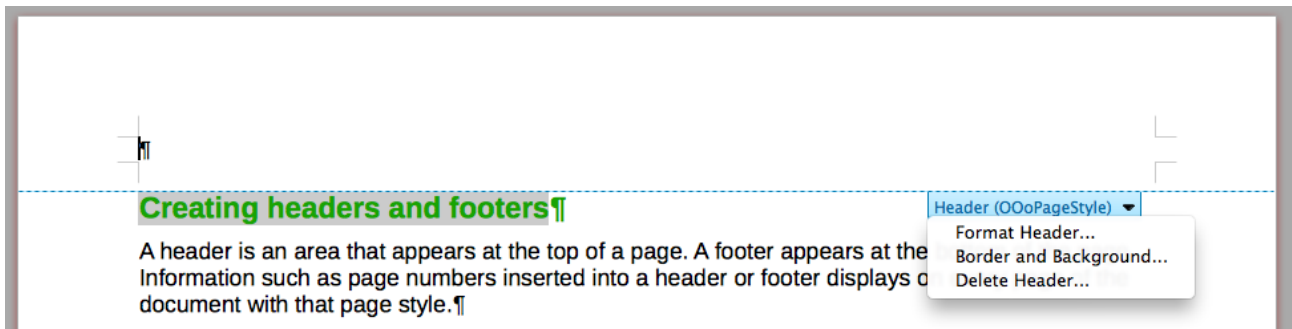 ¶
Creating headers and footers¶
Header (OOoPageStyle)
Format Header...
Border and Background...
Delete Header...
A header is an area that appears at the top of a page. A footer appears at the
Information such as page numbers inserted into a header or footer displays the
document with that page style.¶